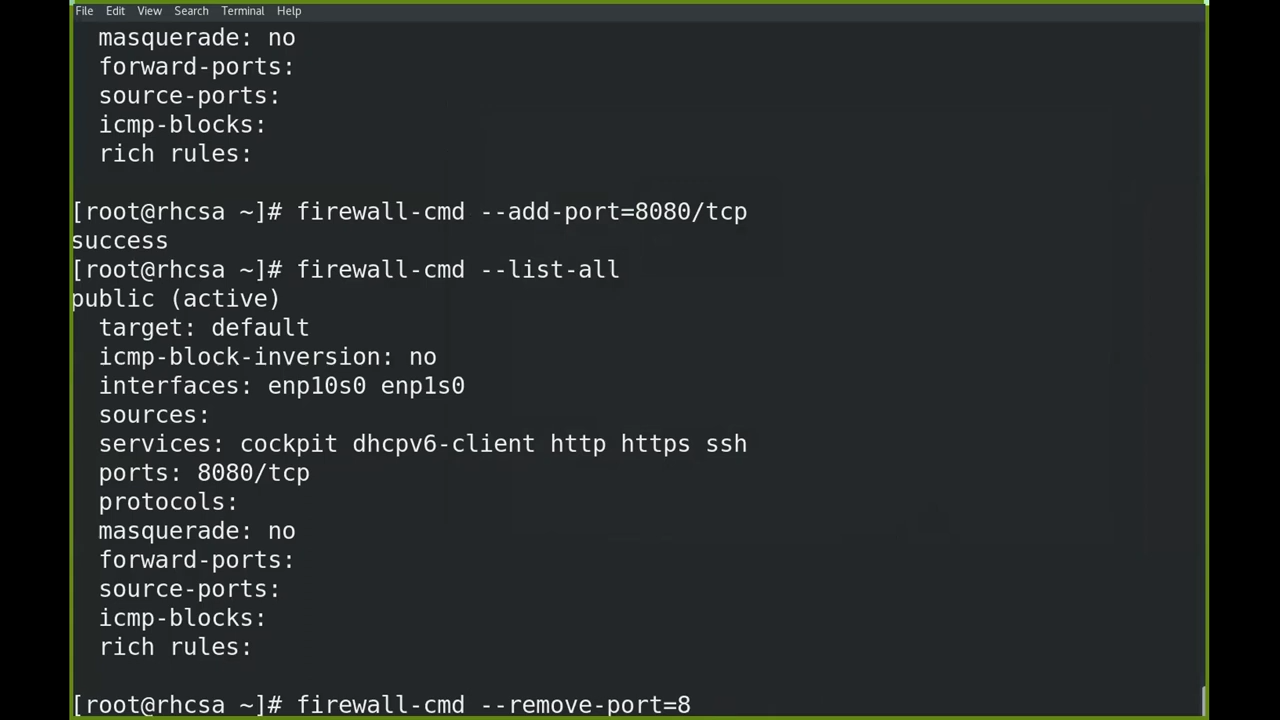 File Edit View Search Terminal Help
masquerade: no
forward-ports:
source-ports:
icmp-blocks:
rich rules:
[root@rhcsa ~]# firewall-cmd --add-port=8080/tcp
success
[root@rhcsa ~]# firewall-cmd --list-all
public (active)
target: default
icmp-block-inversion: no
interfaces: enp10s0 enp1s0
sources:
services: cockpit dhcpv6-client http https ssh
ports: 8080/tcp
protocols:
masquerade: no
forward-ports:
source-ports:
icmp-blocks:
rich rules:
[root@rhcsa ~]# firewall-cmd --remove-port=8